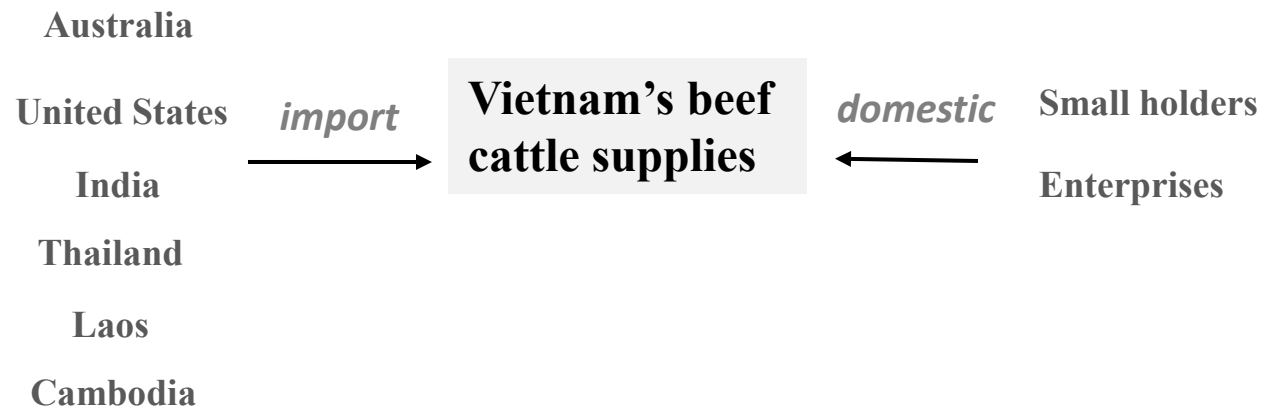 Australia
United States
India
Thailand
Laos
Cambodia
import
Vietnam’s beef
cattle supplies
domestic
Small holders
Enterprises